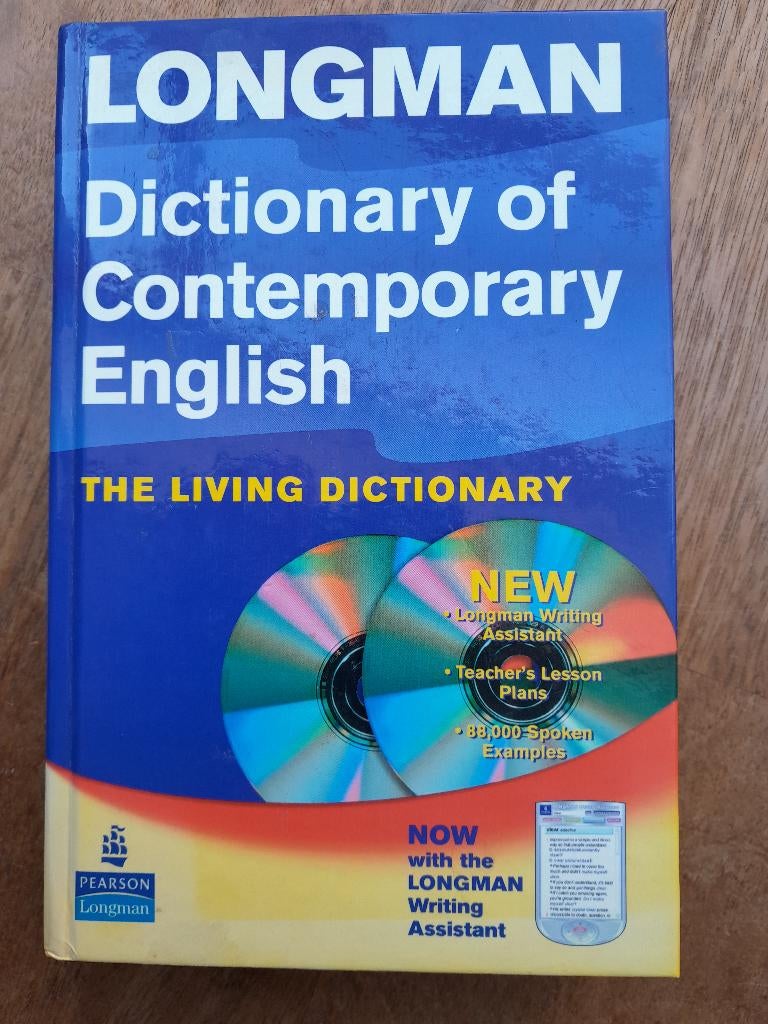 LONGMAN
Dictionary of
Contemporary
English
THE LIVING DICTIONARY
NEW
• Longman Writing
Assistant
• Teacher's Lesson
Plans
• 88,000 Spoken
Examples
NOW
with the
LONGMAN
Writing
Assistant
PEARSON
Longman